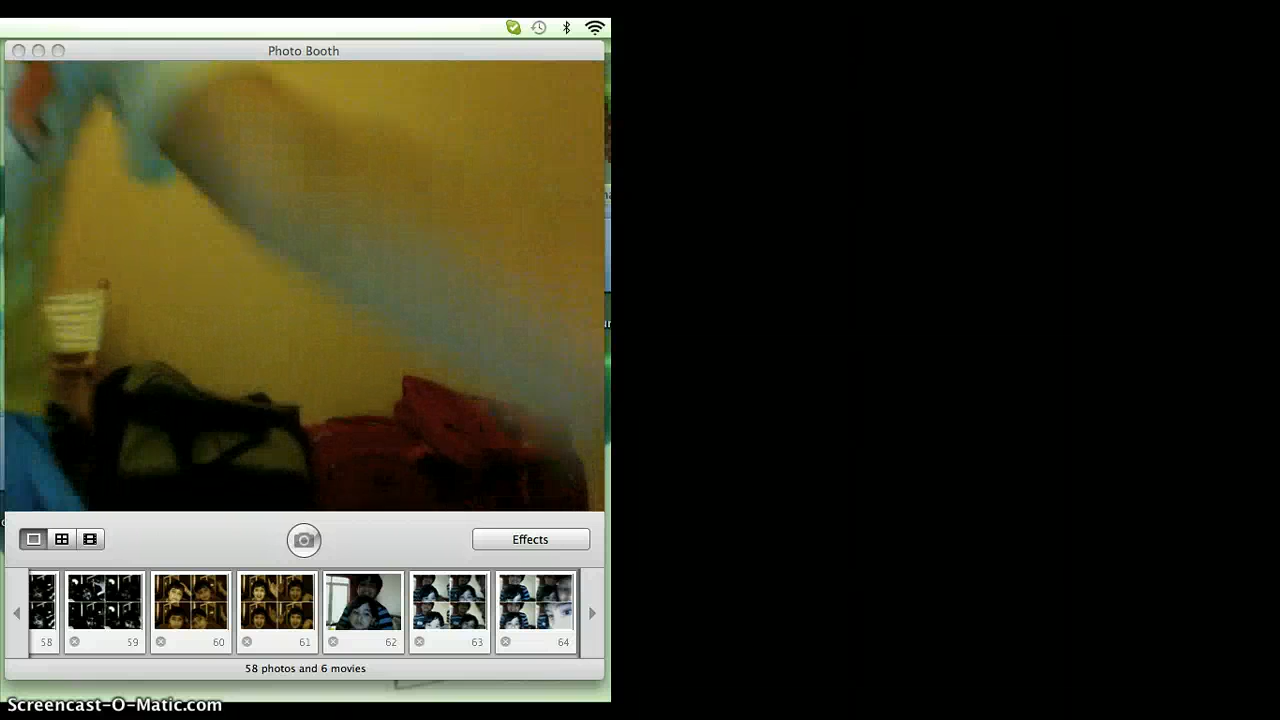 Photo Booth
Effects
58 59 60 61 62 63 64
58 photos and 6 movies
Screencast-O-Matic.com